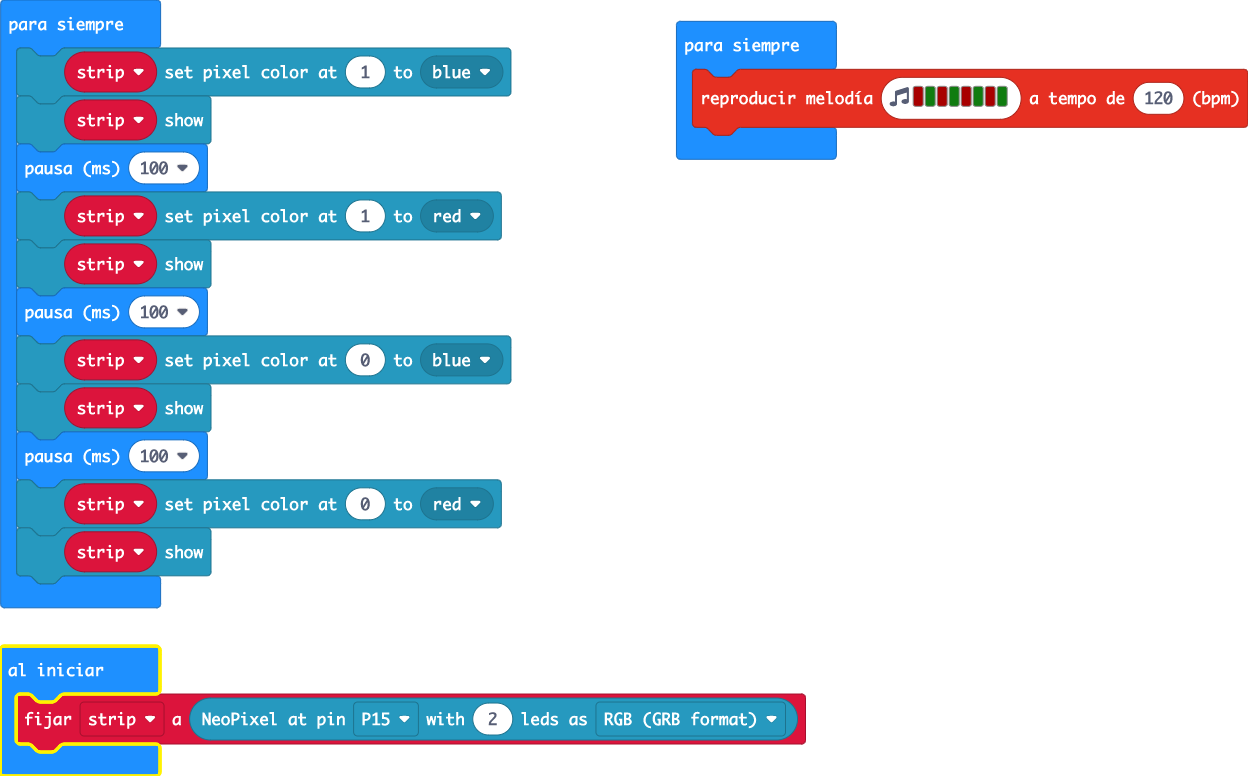 para siempre
strip set pixel color at 1 to blue
strip show
pausa (ms) 100
strip set pixel color at 1 to red
strip show
pausa (ms) 100
strip set pixel color at 0 to blue
strip show
pausa (ms) 100
strip set pixel color at 0 to red
strip show
para siempre
reproducir melodía a tempo de 120 (bpm)
al iniciar
fijar strip a NeoPixel at pin P15 with 2 leds as RGB (GRB format)